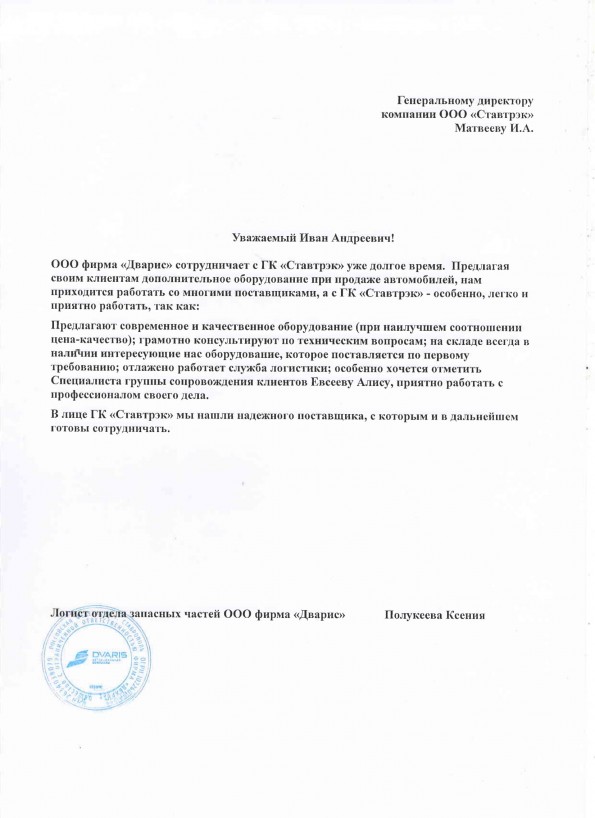 Генеральному директору
компании ООО «Ставтрэк»
Матвееву И.А.
Уважаемый Иван Андреевич!
ООО фирма «Дварис» сотрудничает с ГК «Ставтрэк» уже долгое время. Предлагая
своим клиентам дополнительное оборудование при продаже автомобилей, нам
приходится работать со многими поставщиками, а с ГК «Ставтрэк» - особенно, легко и
приятно работать, так как:
Предлагают современное и качественное оборудование (при наилучшем соотношении
цена-качество); грамотно консультируют по техническим вопросам; на складе всегда в
наличии интересующие нас оборудование, которое поставляется по первому
требованию; отлажено работает служба логистики; особенно хочется отметить
Специалиста группы сопровождения клиентов Евсееву Алису, приятно работать с
профессионалом своего дела.
В лице ГК «Ставтрэк» мы нашли надежного поставщика, с которым и в дальнейшем
готовы сотрудничать.
Логист отдела запасных частей ООО фирма «Дварис» Полукеева Ксения
DVARIS